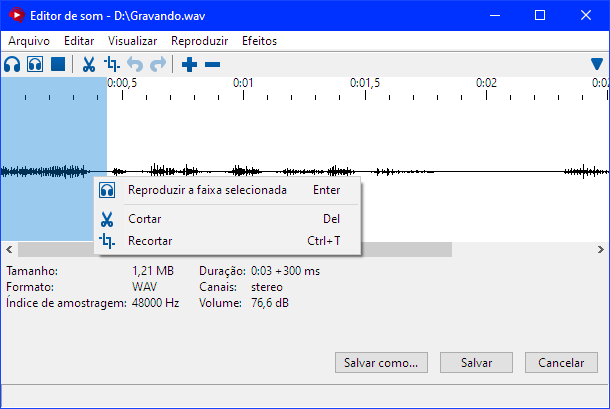 Editor de som - D:\Gravando.wav
Arquivo Editar Visualizar Reproduzir Efeitos
0:00,5 0:01 0:01,5 0:02
Reproduzir a faixa selecionada Enter
Cortar Del
Recortar Ctrl+T
Tamanho: 1,21 MB Duração: 0:03 +300 ms
Formato: WAV Canais: stereo
Índice de amostragem: 48000 Hz Volume: 76,6 dB
Salvar como... Salvar Cancelar